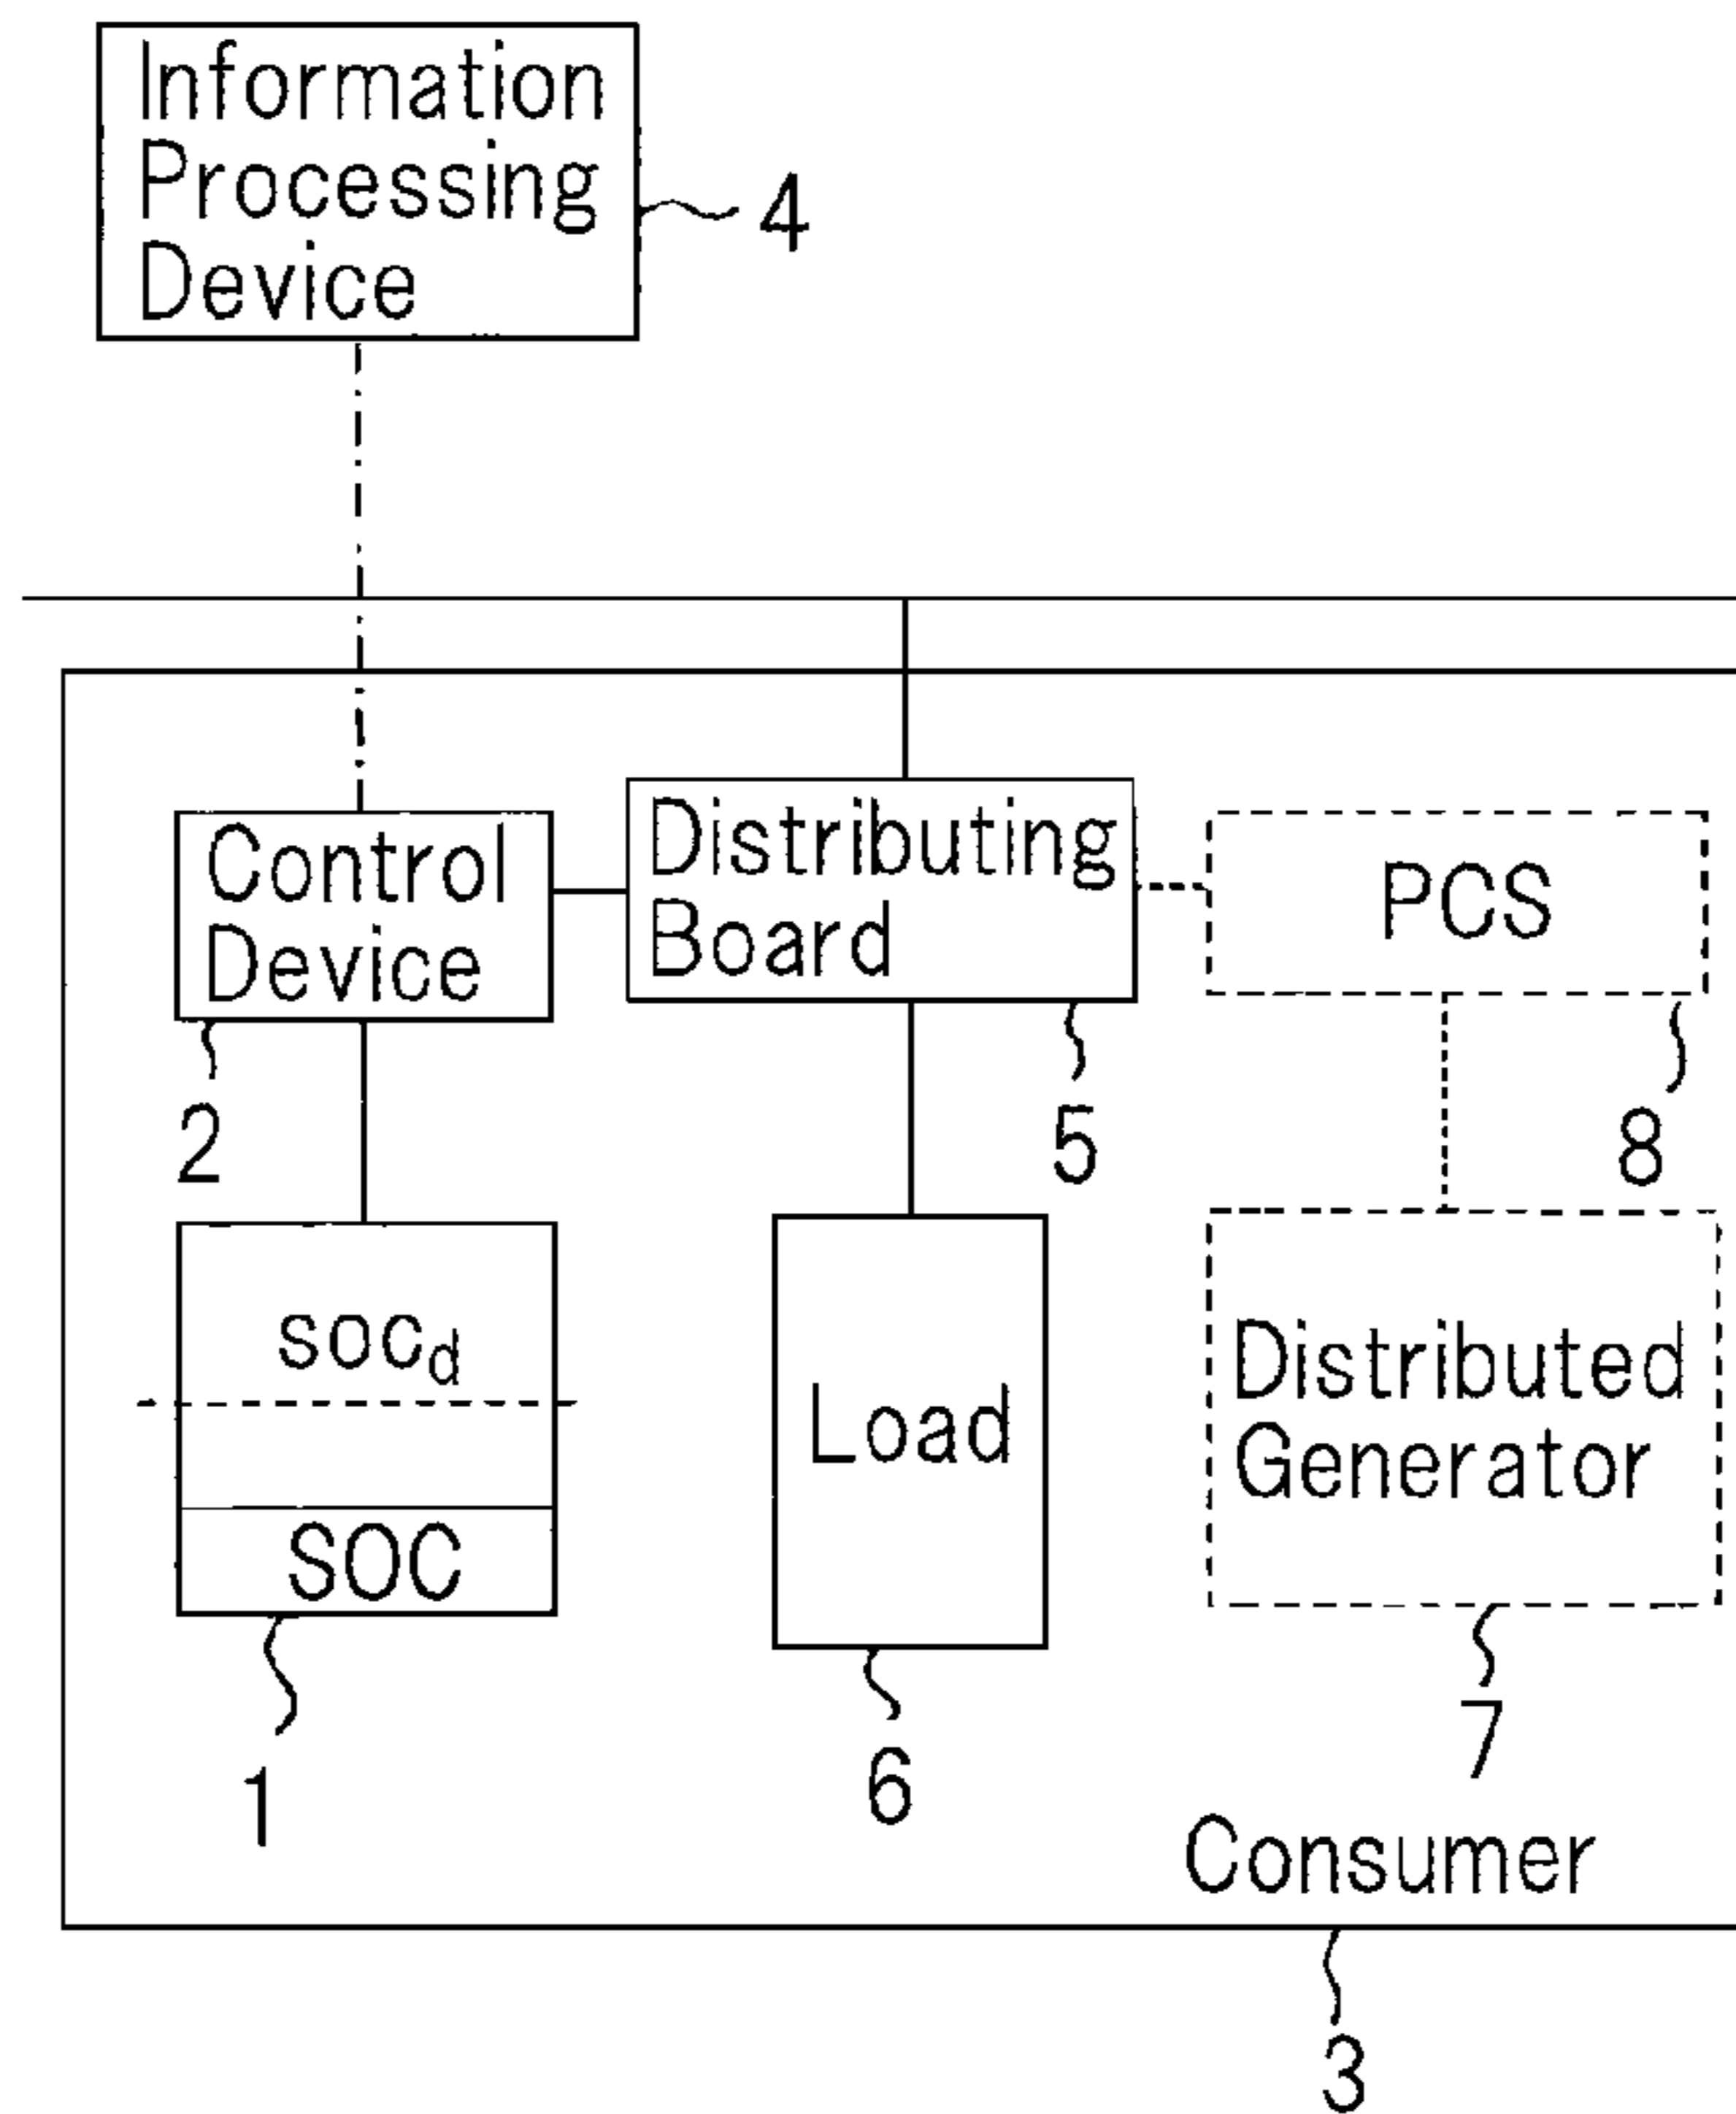 Information
Processing
Device
4
Control
Device
Distributing
Board
PCS
2
5
8
soc_d
SOC
Load
Distributed
Generator
1
6
7
Consumer
3